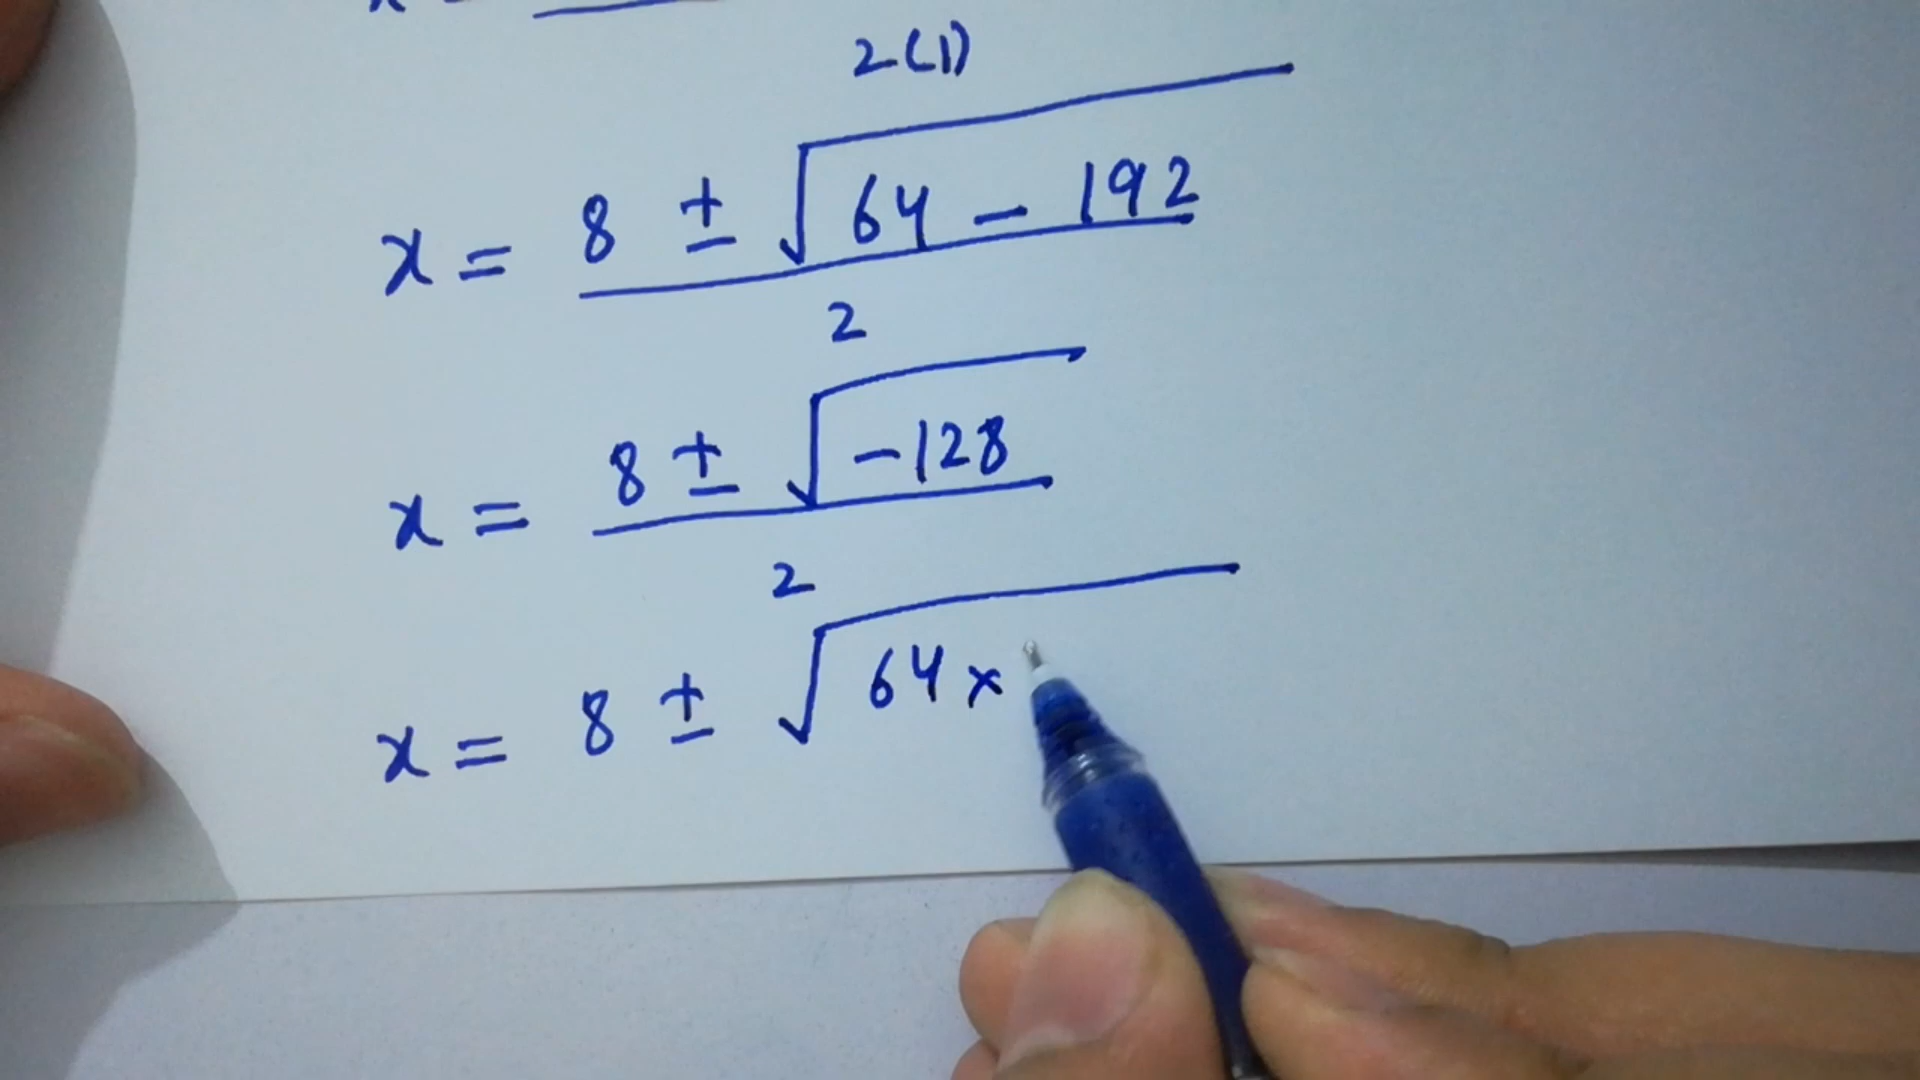 x =
2(1)
x = 8 ± √64 - 192
2
x = 8 ± √-128
2
x = 8 ± √64 ×